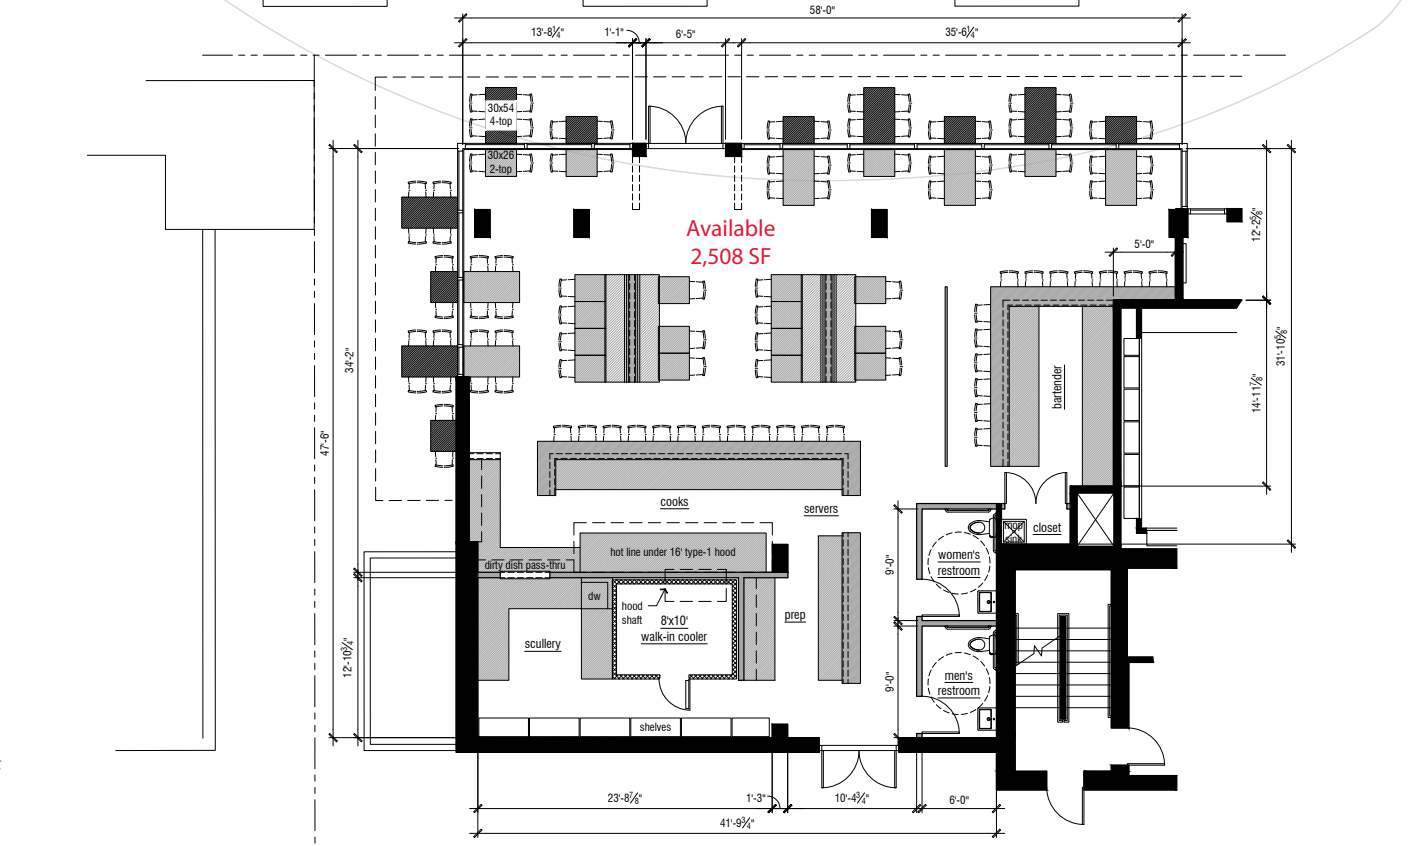 58'-0"
13'-8¼"
1'-1"
6'-5"
35'-6¼"
30x54
4-top
30x26
2-top
Available
2,508 SF
5'-0"
12'-2⅝"
34'-2"
47'-6"
bartender
14'-11⅞"
31'-10⅝"
cooks
servers
hot line under 16' type-1 hood
dirty dish pass-thru
mop
sink
closet
women's
restroom
9'-0"
dw
hood
shaft
8'x10'
walk-in cooler
prep
scullery
12'-10¾"
men's
restroom
9'-0"
shelves
23'-8⅞"
1'-3"
10'-4¾"
6'-0"
41'-9¾"